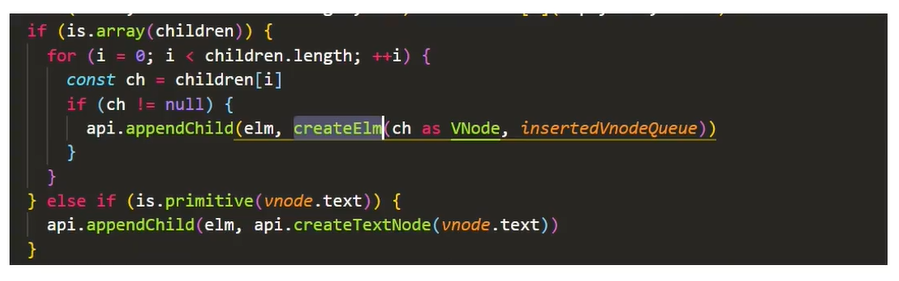 if (is.array(children)) {
for (i = 0; i < children.length; ++i) {
const ch = children[i]
if (ch != null) {
api.appendChild(elm, createElm(ch as VNode, insertedVnodeQueue))
}
}
} else if (is.primitive(vnode.text)) {
api.appendChild(elm, api.createTextNode(vnode.text))
}